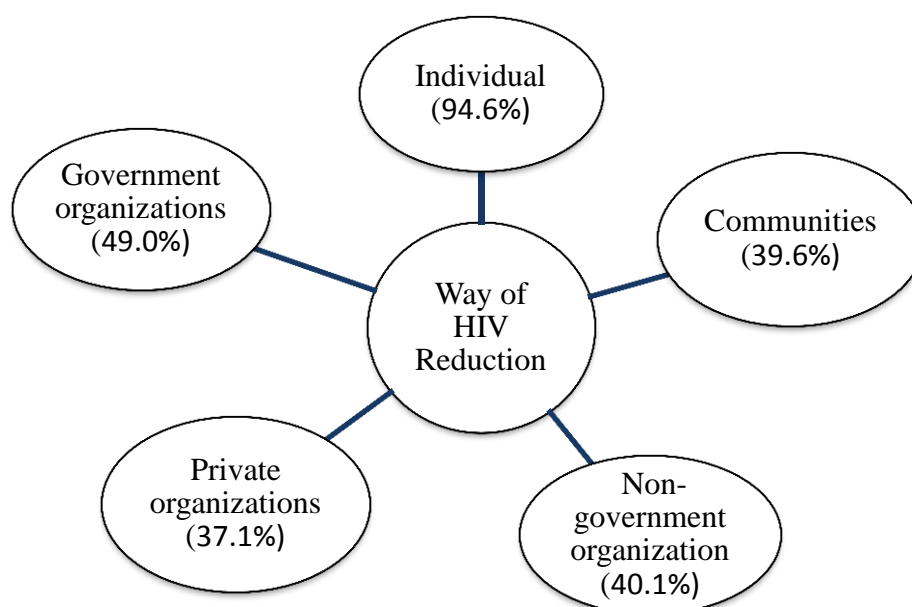 Individual
(94.6%)
Government
organizations
(49.0%)
Communities
(39.6%)
Way of
HIV
Reduction
Private
organizations
(37.1%)
Non-
government
organization
(40.1%)